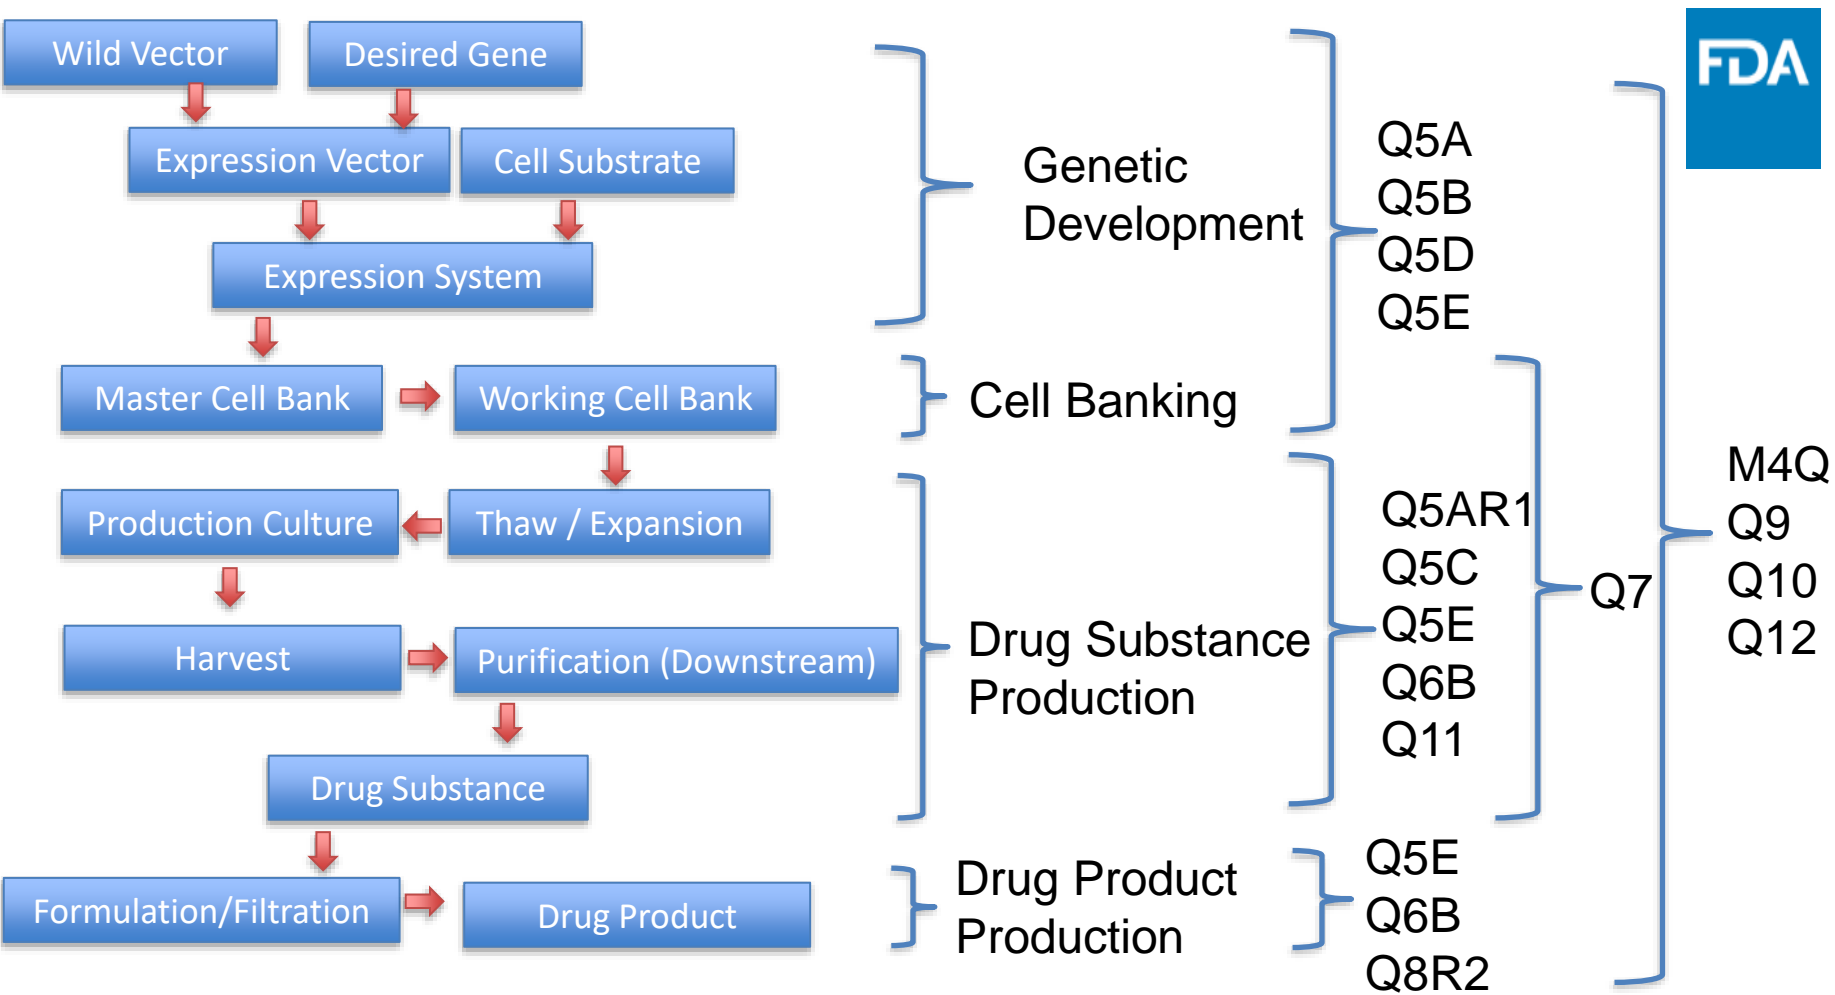 Wild Vector
Desired Gene
FDA
Expression Vector
Cell Substrate
Expression System
Genetic
Development
Q5A
Q5B
Q5D
Q5E
Master Cell Bank
Working Cell Bank
Cell Banking
Production Culture
Thaw / Expansion
Harvest
Purification (Downstream)
Drug Substance
Drug Substance
Production
Q5AR1
Q5C
Q5E
Q6B
Q11
Q7
M4Q
Q9
Q10
Q12
Formulation/Filtration
Drug Product
Drug Product
Production
Q5E
Q6B
Q8R2